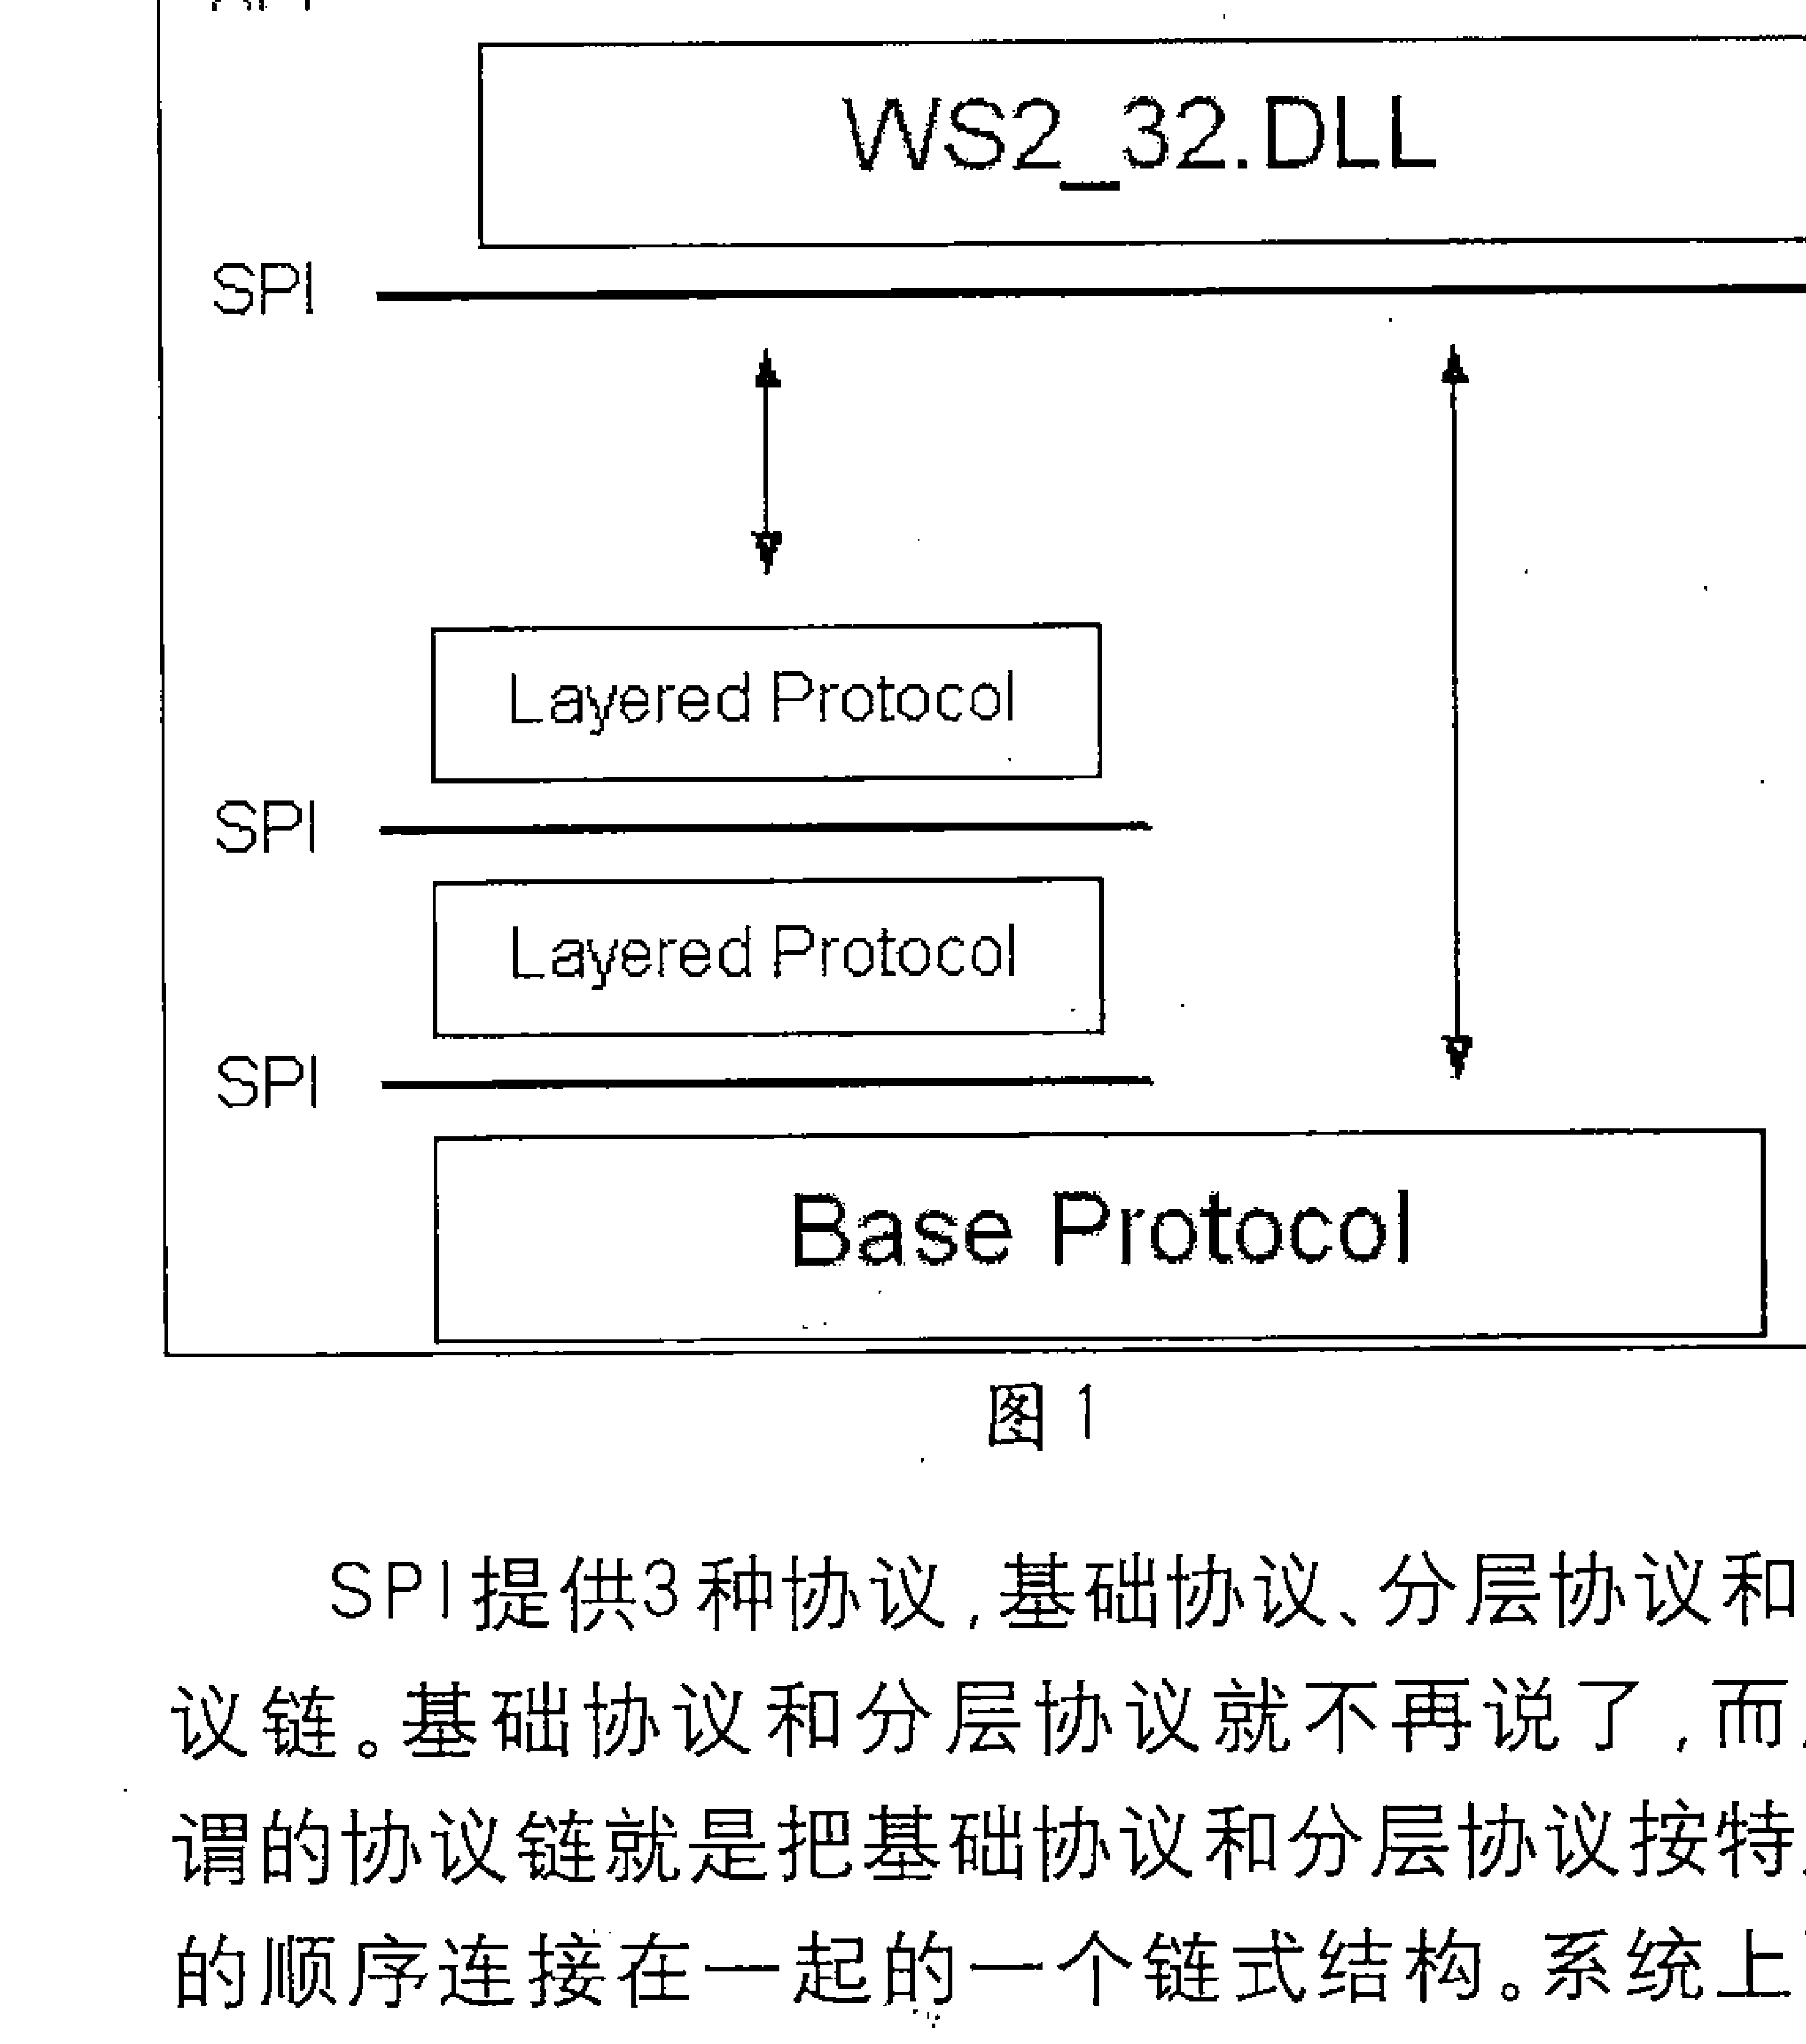 WS2_32.DLL
SPI
Layered Protocol
SPI
Layered Protocol
SPI
Base Protocol
图1
SPI提供3种协议,基础协议、分层协议和
议链。基础协议和分层协议就不再说了,而
谓的协议链就是把基础协议和分层协议按特
的顺序连接在一起的一个链式结构。系统上